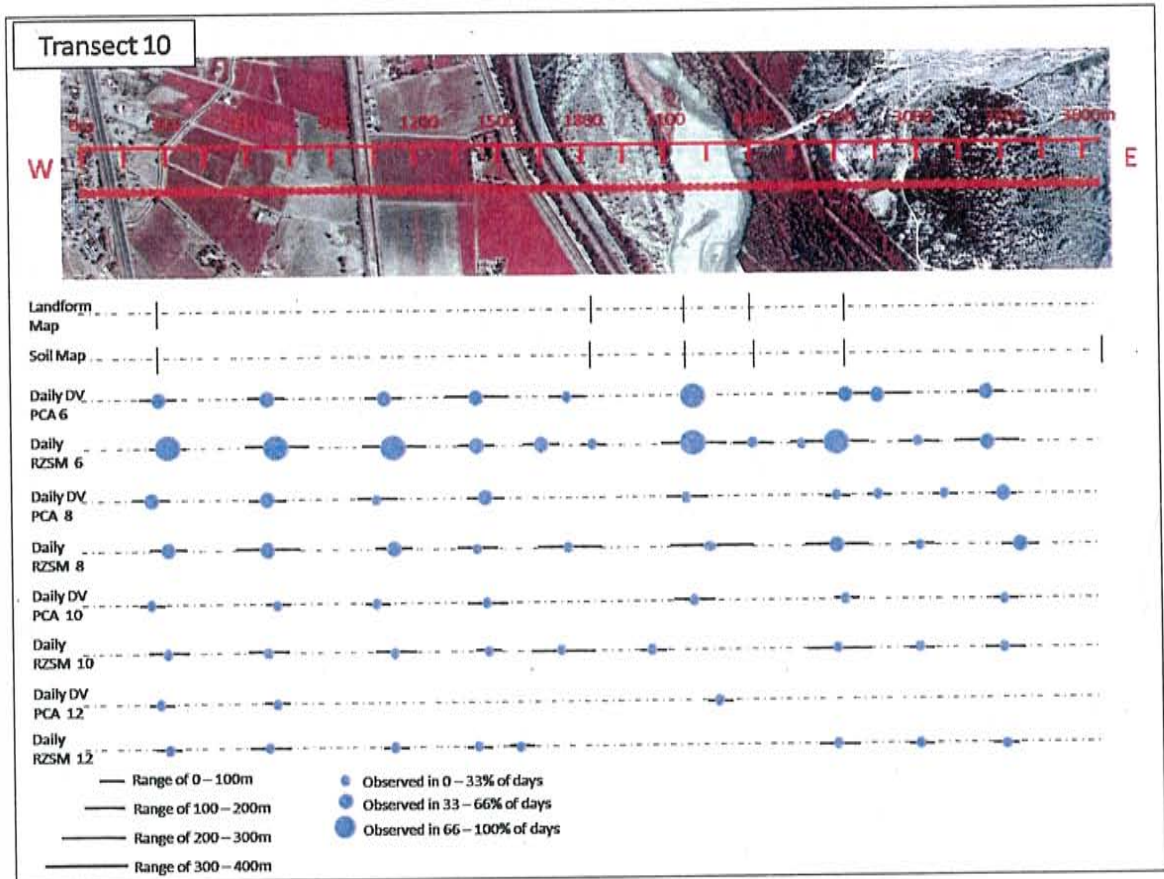 Transect 10
1200
1500
1800
3600m
W
E
Landform
Map
Soil Map
Daily DV
PCA 6
Daily
RZSM 6
Daily DV
PCA 8
Daily
RZSM 8
Daily DV
PCA 10
Daily
RZSM 10
Daily DV
PCA 12
Daily
RZSM 12
Range of 0 – 100m
Range of 100 – 200m
Range of 200 – 300m
Range of 300 – 400m
Observed in 0 – 33% of days
Observed in 33 – 66% of days
Observed in 66 – 100% of days